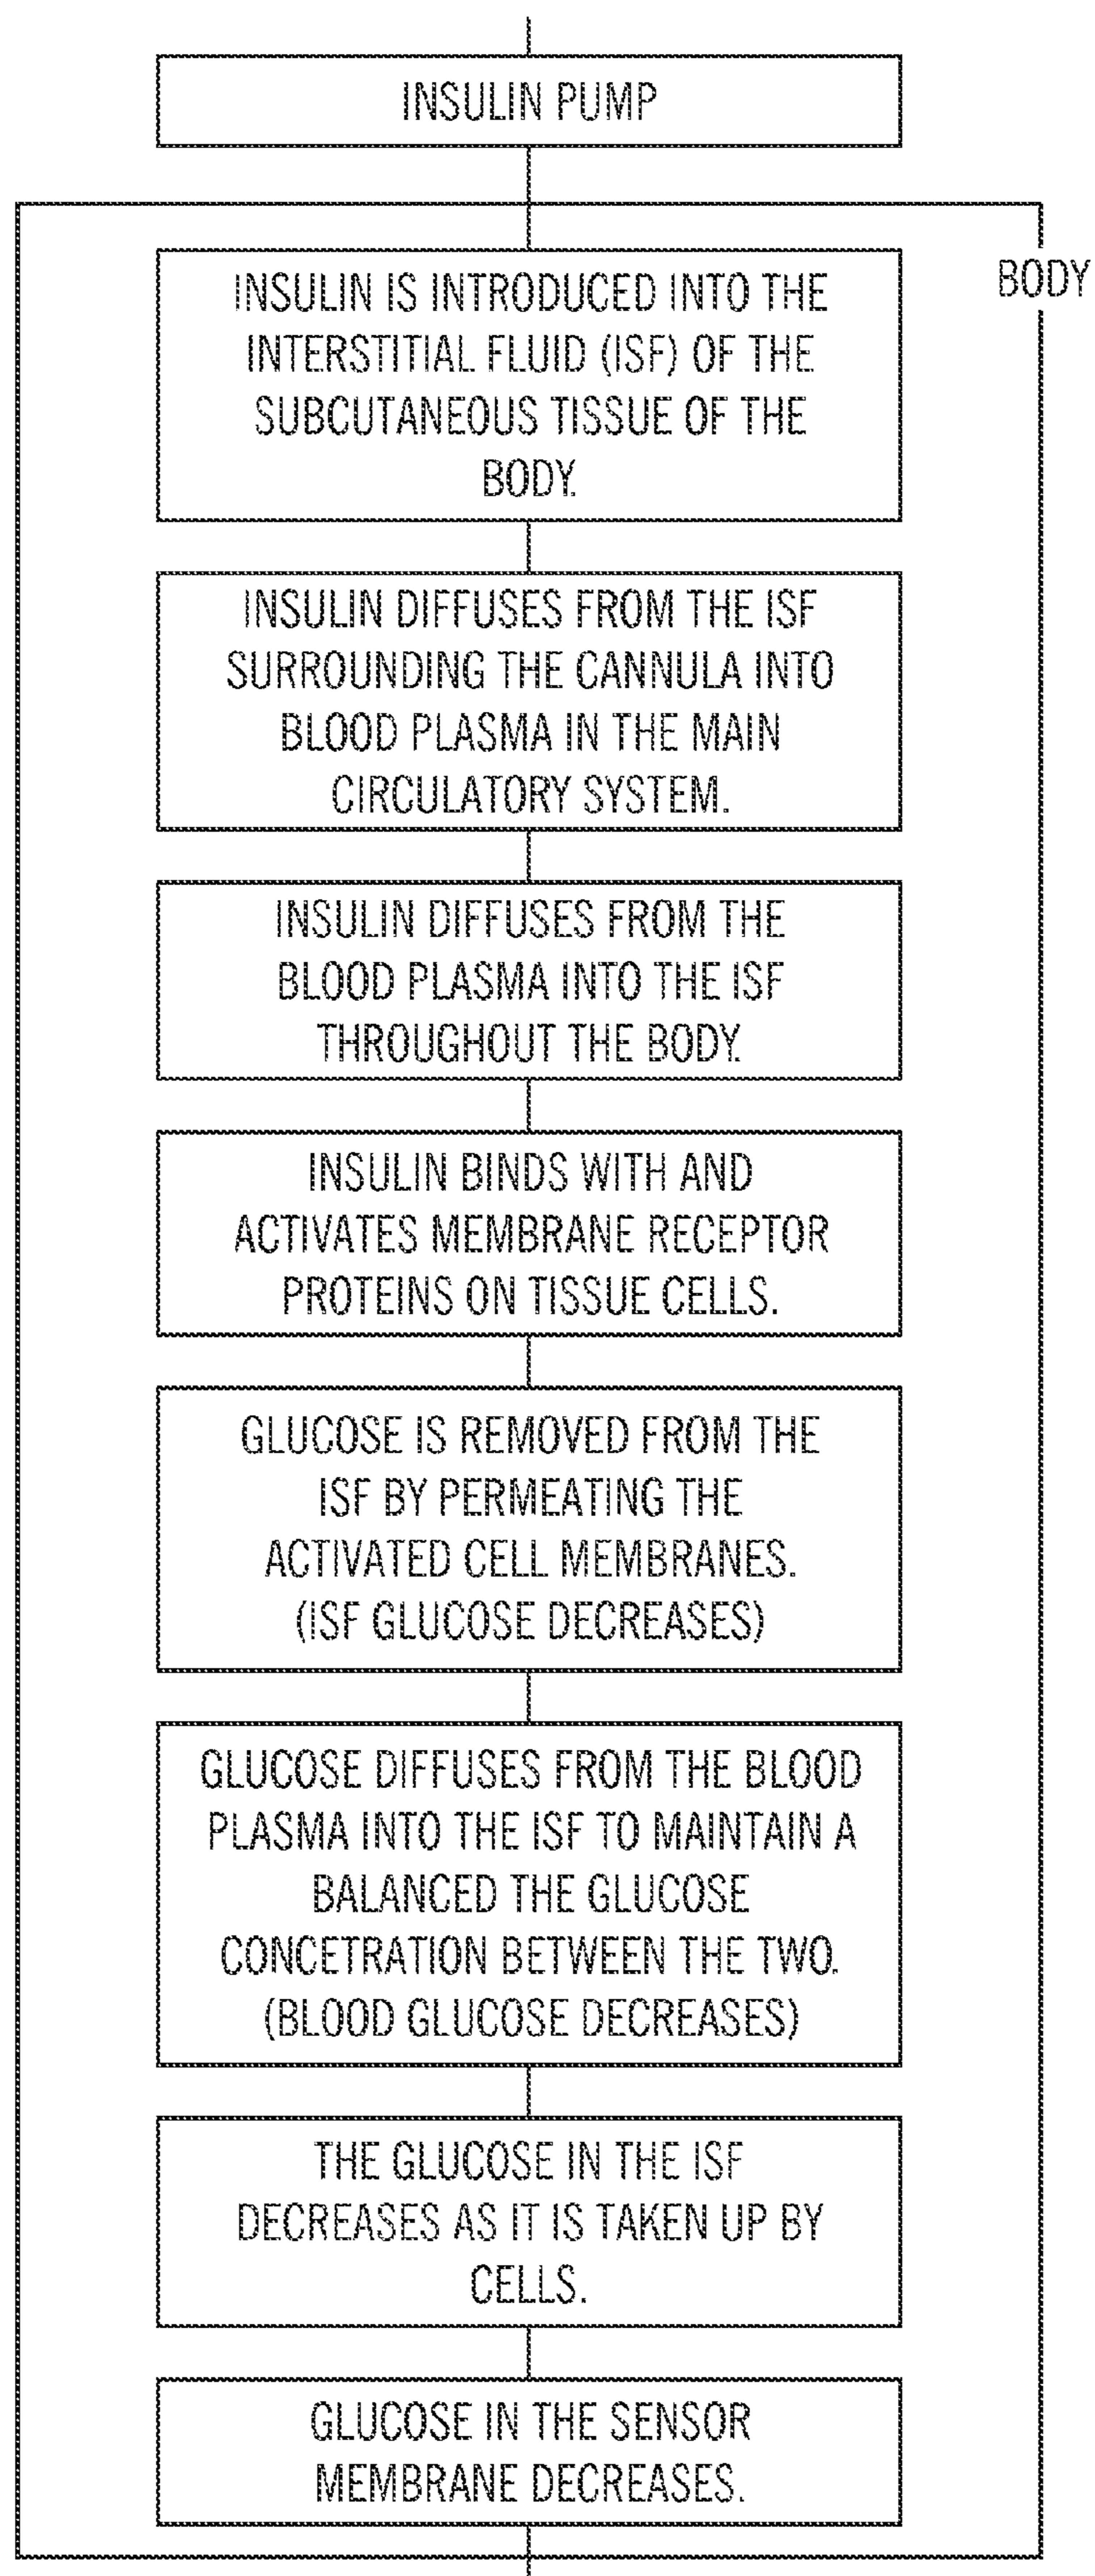 INSULIN PUMP
BODY
INSULIN IS INTRODUCED INTO THE
INTERSTITIAL FLUID (ISF) OF THE
SUBCUTANEOUS TISSUE OF THE
BODY.
INSULIN DIFFUSES FROM THE ISF
SURROUNDING THE CANNULA INTO
BLOOD PLASMA IN THE MAIN
CIRCULATORY SYSTEM.
INSULIN DIFFUSES FROM THE
BLOOD PLASMA INTO THE ISF
THROUGHOUT THE BODY.
INSULIN BINDS WITH AND
ACTIVATES MEMBRANE RECEPTOR
PROTEINS ON TISSUE CELLS.
GLUCOSE IS REMOVED FROM THE
ISF BY PERMEATING THE
ACTIVATED CELL MEMBRANES.
(ISF GLUCOSE DECREASES)
GLUCOSE DIFFUSES FROM THE BLOOD
PLASMA INTO THE ISF TO MAINTAIN A
BALANCED THE GLUCOSE
CONCETRATION BETWEEN THE TWO.
(BLOOD GLUCOSE DECREASES)
THE GLUCOSE IN THE ISF
DECREASES AS IT IS TAKEN UP BY
CELLS.
GLUCOSE IN THE SENSOR
MEMBRANE DECREASES.